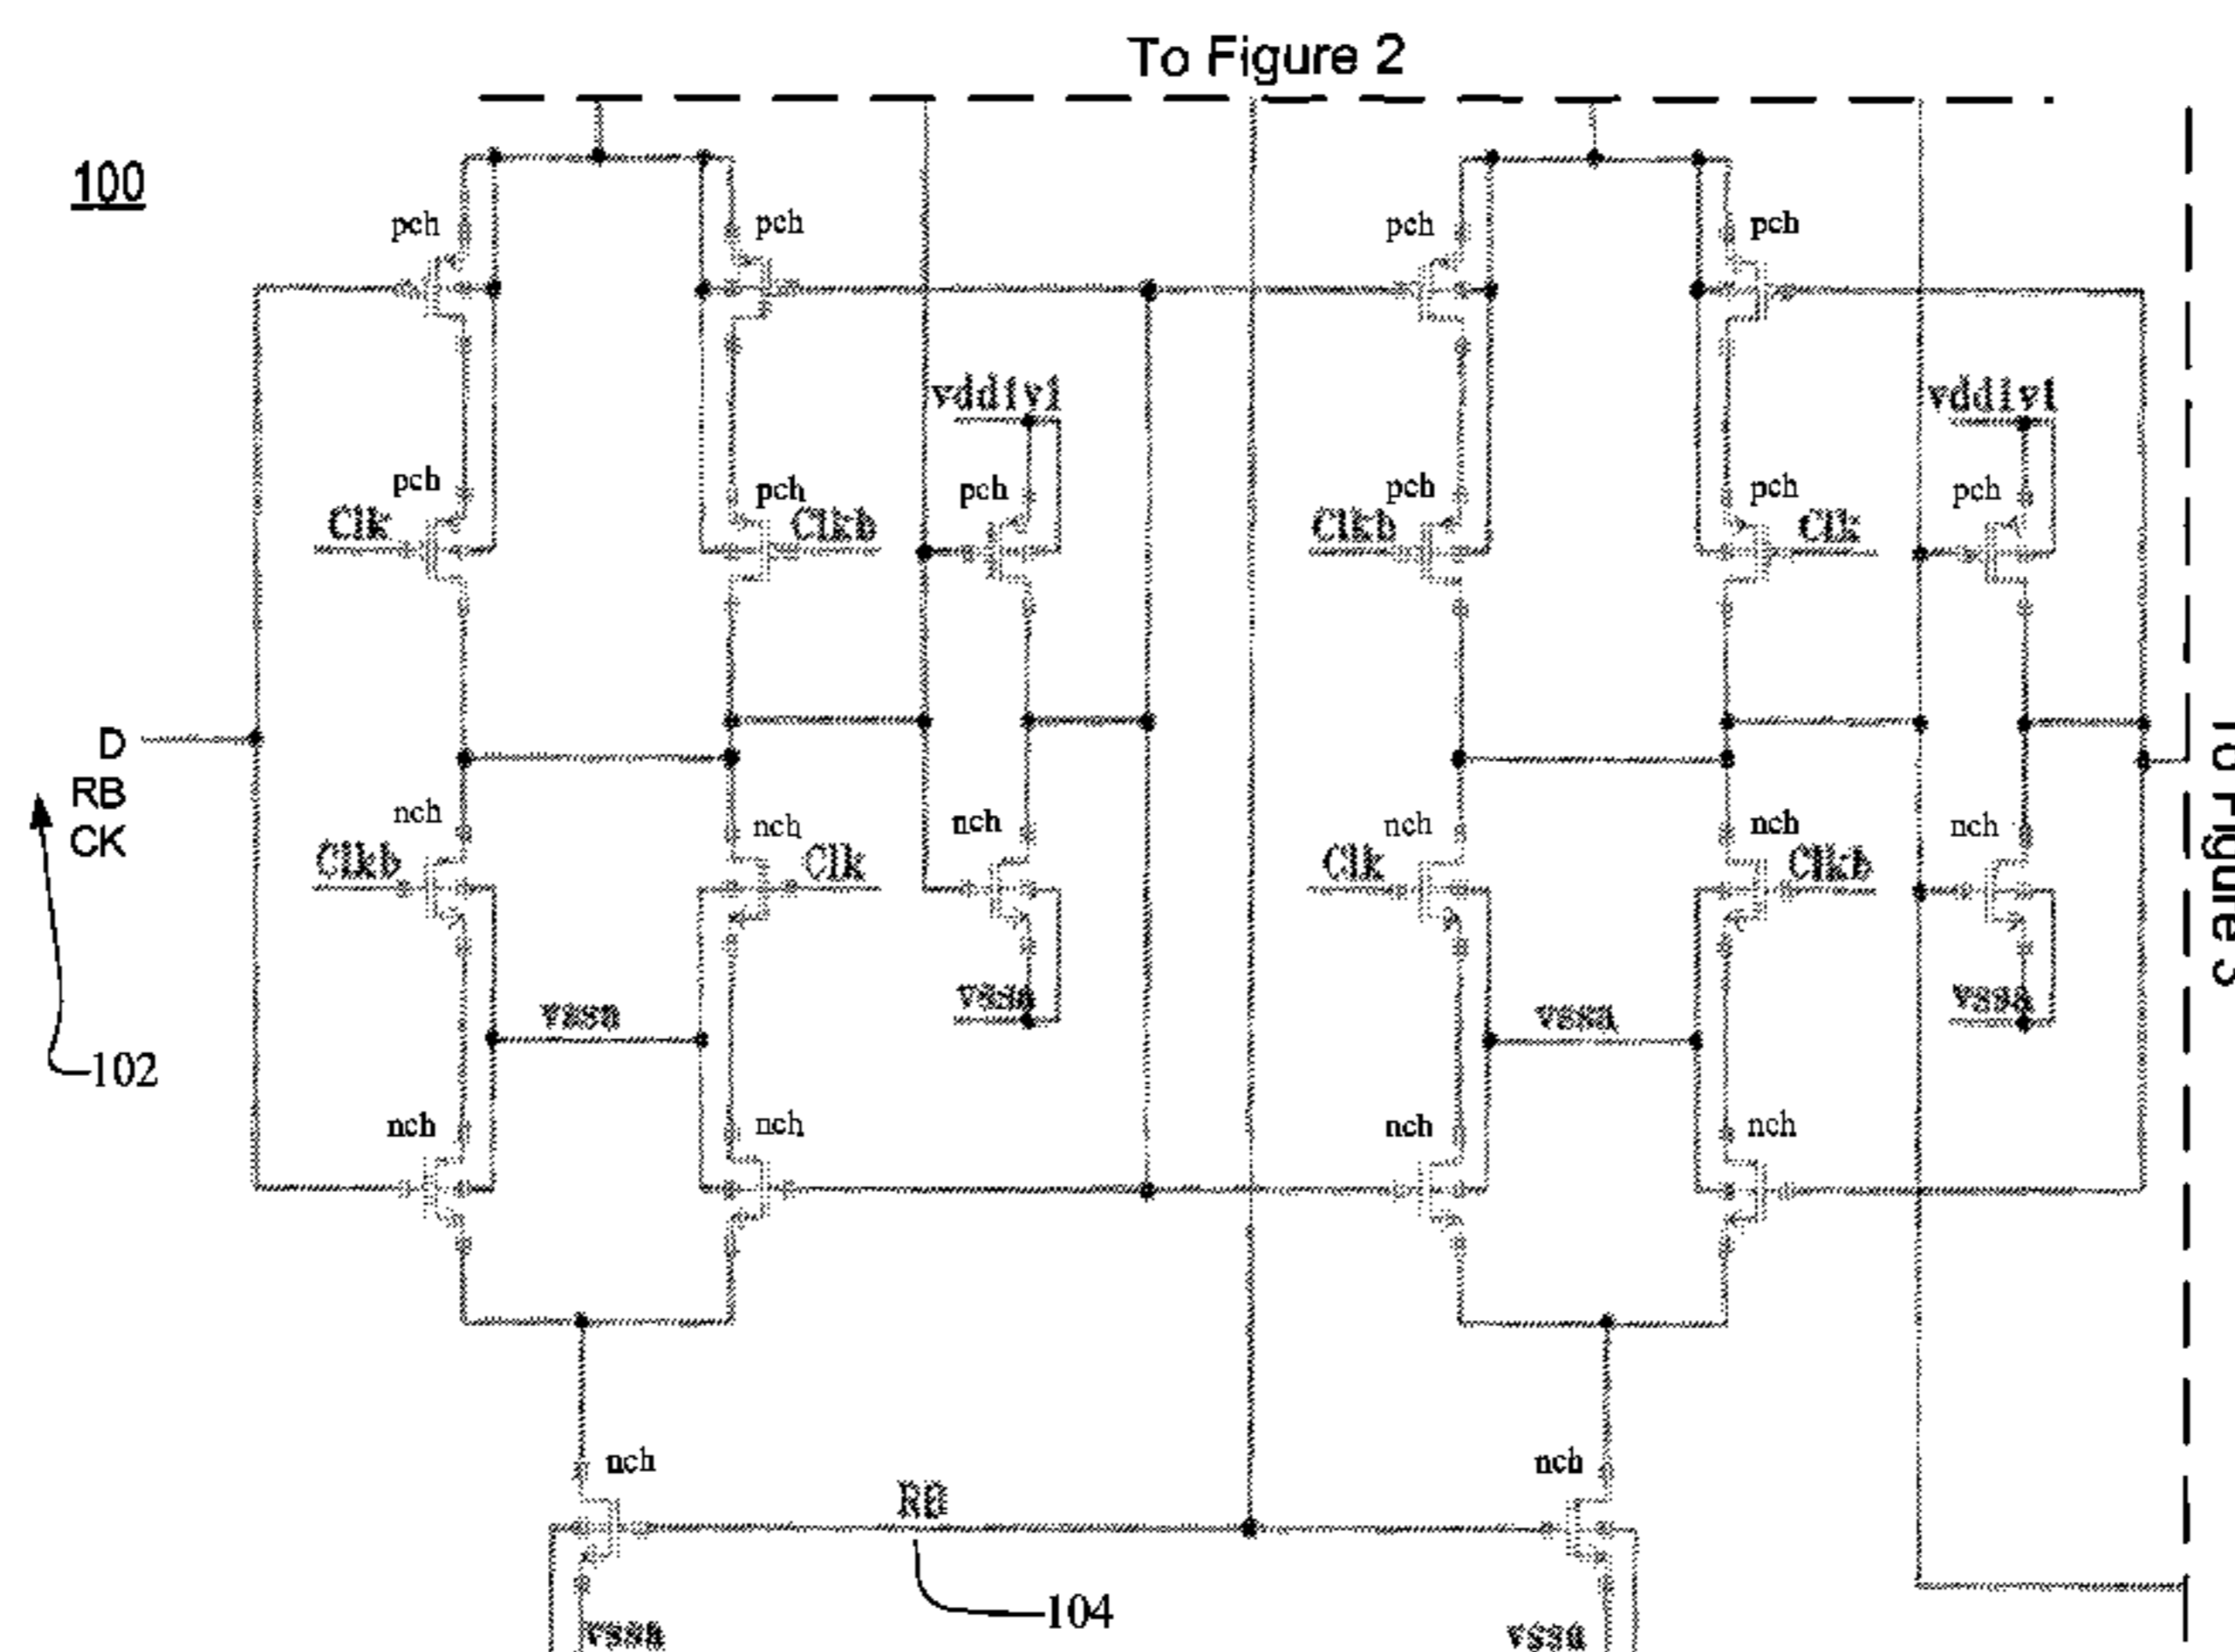 To Figure 2
100
pch pch pch pch
vdd1v1 vdd1v1
pch pch pch pch pch pch
Clk Clkb Clkb Clk
D
RB
CK
nch nch nch nch nch nch
Clkb Clk Clk Clkb
To Figure 3
vssa vssa vssa vssa
102
nch nch nch nch
nch nch
104
vssa vssa